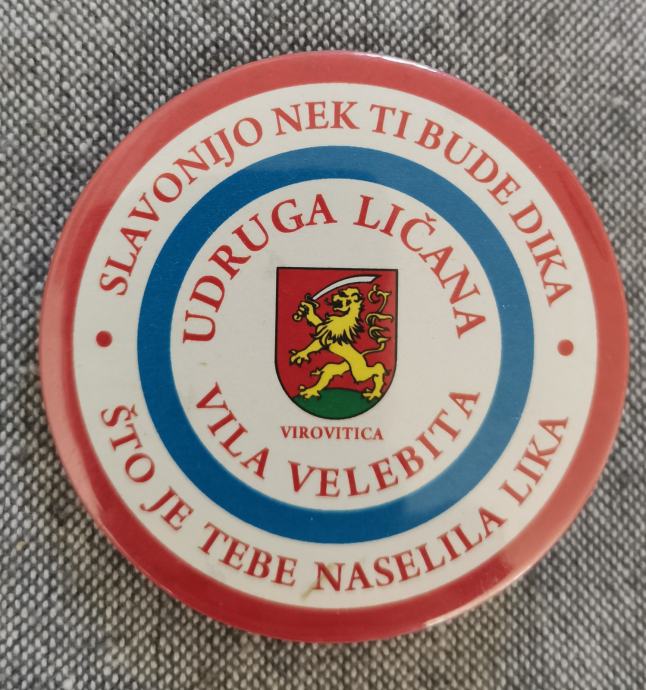 SLAVONIJO NEK TI BUDE DIKA
ŠTO JE TEBE NASELILA LIKA
UDRUGA LIČANA
VILA VELEBITA
VIROVITICA